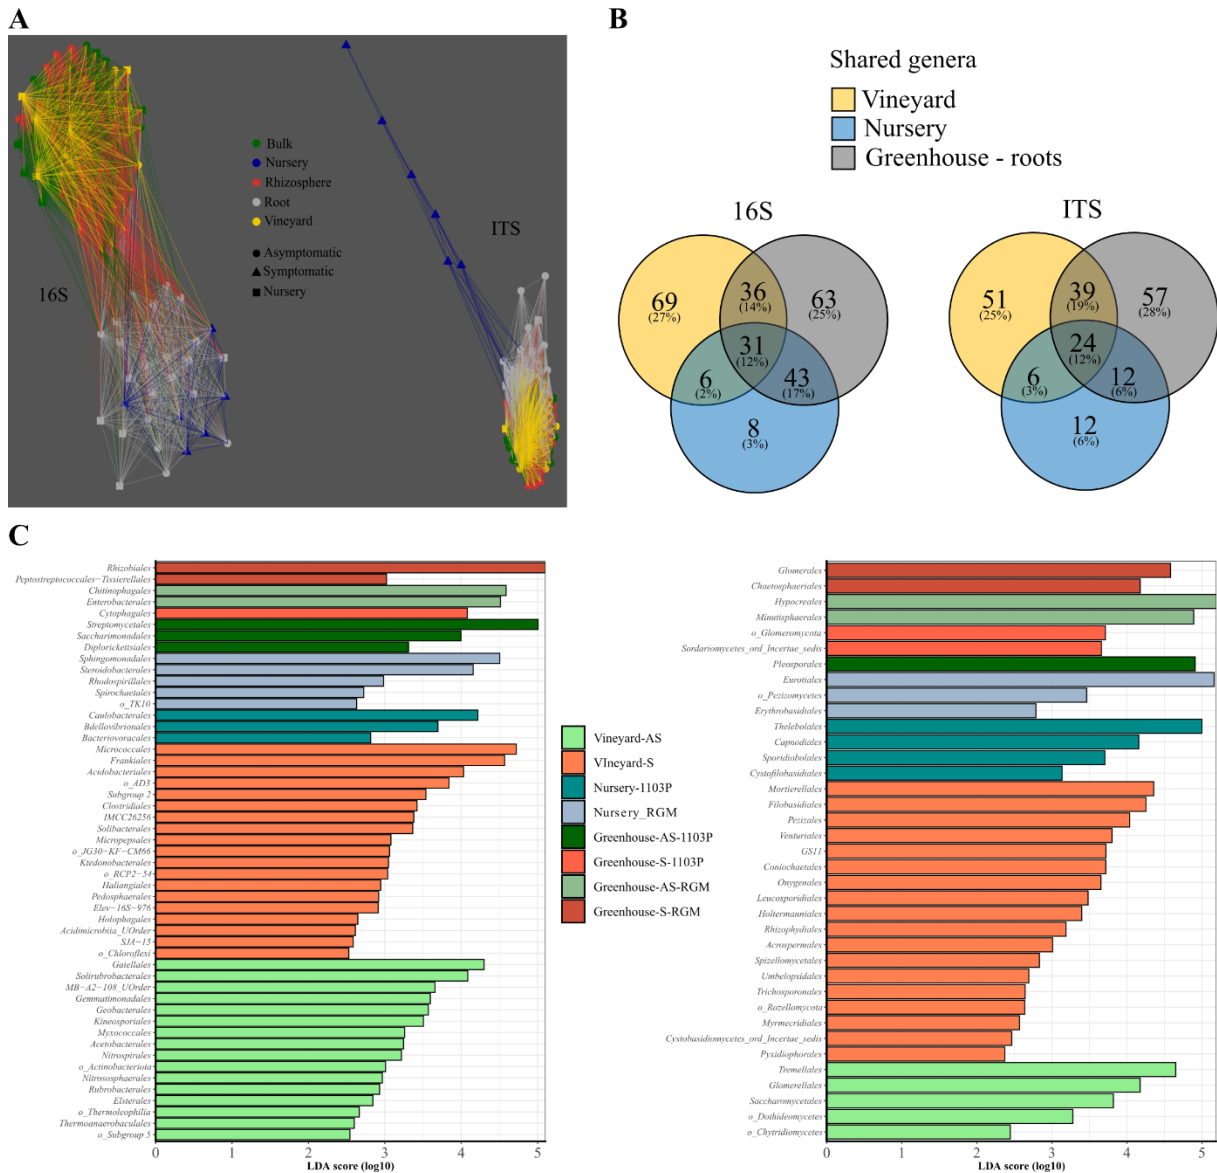 A
B
Shared genera
Vineyard
Nursery
Greenhouse - roots
Bulk
Nursery
Rhizosphere
Root
Vineyard
Asymptomatic
Symptomatic
Nursery
16S
ITS
16S
ITS
69
(27%)
36
(14%)
63
(25%)
31
(12%)
6
(2%)
43
(17%)
8
(3%)
51
(25%)
39
(19%)
57
(28%)
24
(12%)
6
(3%)
12
(6%)
12
(6%)
C
Rhizobiales
Peptostreptococcales-Tissierellales
Chitinophagales
Enterobacterales
Cytophagales
Streptomycetales
Saccharimonadales
Diplorickettsiales
Sphingomonadales
Steroidobacterales
Rhodospirillales
Spirochaetales
o_TK10
Caulobacterales
Bdellovibrionales
Bacteriovoracales
Micrococcales
Frankiales
Acidobacteriales
o_AD3
Subgroup 2
Clostridiales
IMCC26256
Solibacterales
Micropepsales
o_JG30-KF-CM66
Ktedonobacterales
o_RCP2-54
Haliangiales
Pedosphaerales
Elev-16S-976
Holophagales
Acidimicrobiia_UOrder
SJA-15
o_Chloroflexi
Gaiellales
Solirubrobacterales
MB-A2-108_UOrder
Gemmatimonadales
Geobacterales
Kineosporiales
Myxococcales
Acetobacterales
Nitrospirales
o_Actinobacteriota
Nitrososphaerales
Rubrobacterales
Elsterales
o_Thermoleophilia
Thermoanaerobaculales
o_Subgroup 5
0 1 2 3 4 5
LDA score (log10)
Vineyard-AS
VIneyard-S
Nursery-1103P
Nursery_RGM
Greenhouse-AS-1103P
Greenhouse-S-1103P
Greenhouse-AS-RGM
Greenhouse-S-RGM
Glomerales
Chaetosphaeriales
Hypocreales
Minutisphaerales
o_Glomeromycota
Sordariomycetes_ord_Incertae_sedis
Pleosporales
Eurotiales
o_Pezizomycetes
Erythrobasidiales
Thelebolales
Capnodiales
Sporidiobolales
Cystofilobasidiales
Mortierellales
Filobasidiales
Pezizales
Venturiales
GS11
Coniochaetales
Onygenales
Leucosporidiales
Holtermanniales
Rhizophydiales
Acrospermales
Spizellomycetales
Umbelopsidales
Trichosporonales
o_Rozellomycota
Myrmecridiales
Cystobasidiomycetes_ord_Incertae_sedis
Pyxidiophorales
Tremellales
Glomerellales
Saccharomycetales
o_Dothideomycetes
o_Chytridiomycetes
0 1 2 3 4 5
LDA score (log10)